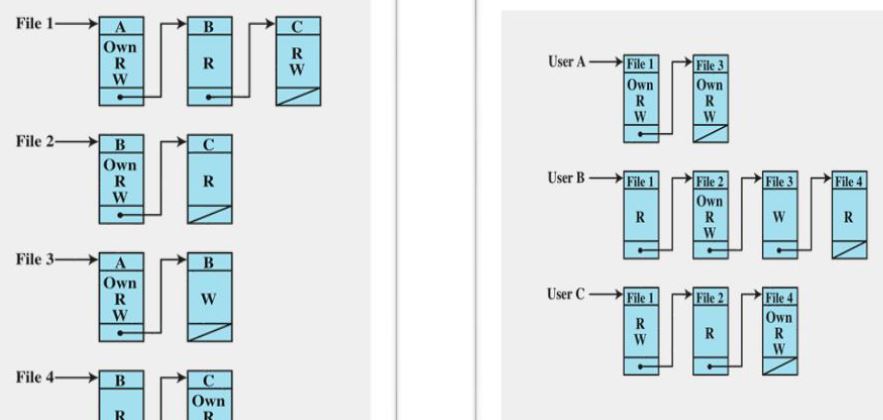 File 1 A B C
Own
R
W
R
R
W
File 2 B C
Own
R
W
R
File 3 A B
Own
R
W
W
File 4 B C
R
Own
R
User A File 1 File 3
Own
R
W
Own
R
W
User B File 1 File 2 File 3 File 4
R
Own
R
W
W
R
User C File 1 File 2 File 4
R
W
R
Own
R
W